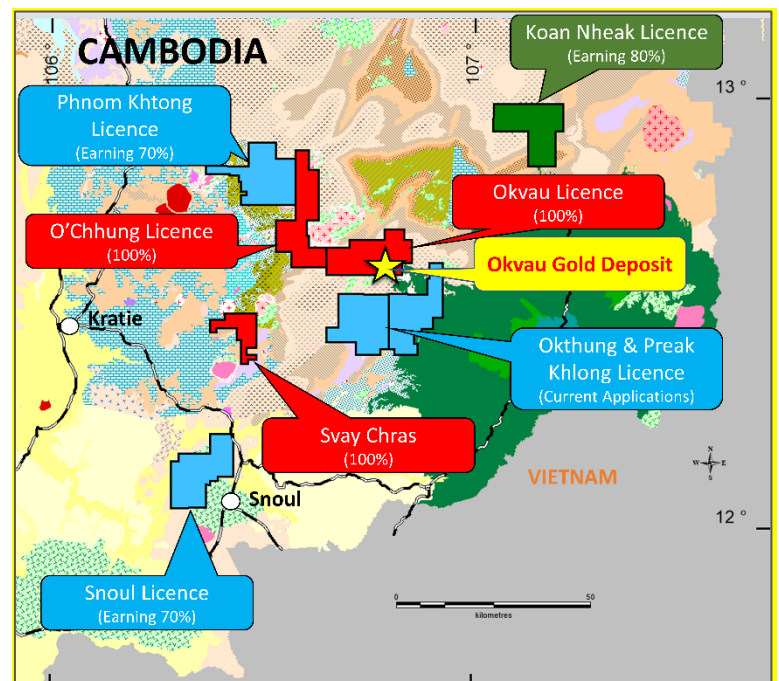 106 °
107 °
CAMBODIA
Koan Nheak Licence
(Earning 80%)
13 °
Phnom Khtong
Licence
(Earning 70%)
Okvau Licence
(100%)
O'Chhung Licence
(100%)
Okvau Gold Deposit
Kratie
Okthung & Preak
Khlong Licence
(Current Applications)
Svay Chras
(100%)
N
W E
S
VIETNAM
Snoul
12 °
Snoul Licence
(Earning 70%)
0 50
kilometres